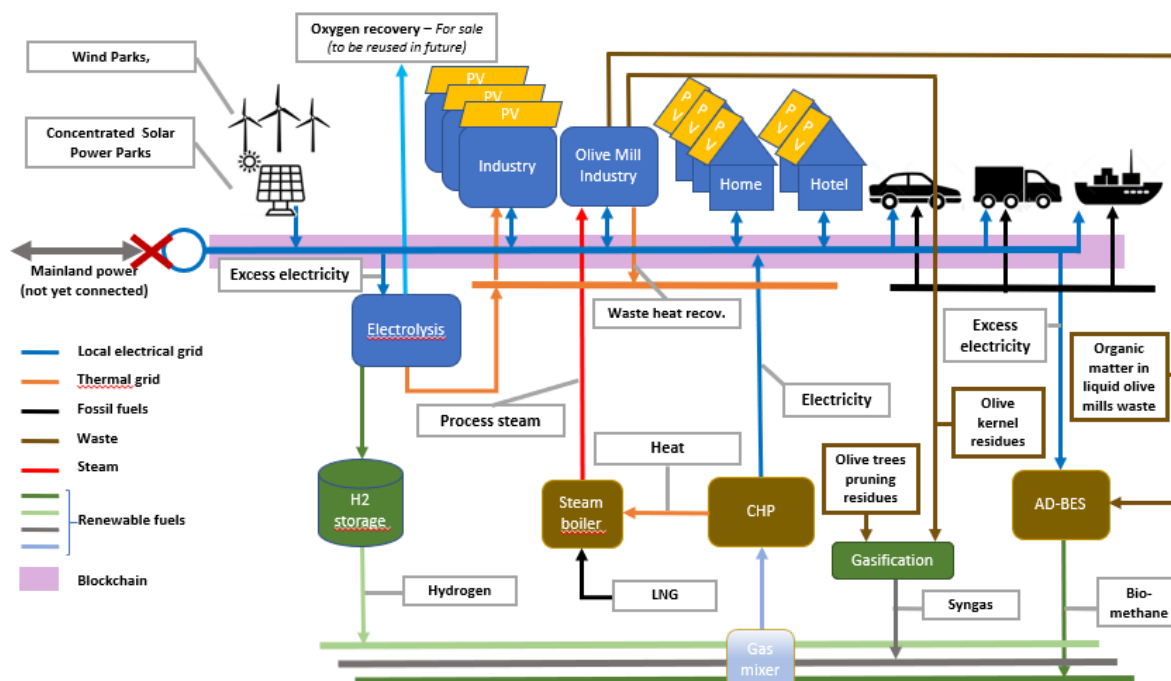 Oxygen recovery – For sale
(to be reused in future)
Wind Parks,
Concentrated Solar
Power Parks
PV
PV
PV
Industry
Olive Mill
Industry
PV
PV
PV
Home
PV
PV
Hotel
Mainland power
(not yet connected)
Excess electricity
Electrolysis
Waste heat recov.
Excess
electricity
Organic
matter in
liquid olive
mills waste
Local electrical grid
Thermal grid
Fossil fuels
Waste
Steam
Renewable fuels
Blockchain
Process steam
Electricity
Olive
kernel
residues
Heat
Olive trees
pruning
residues
H2
storage
Steam
boiler
CHP
AD-BES
Gasification
Hydrogen
LNG
Syngas
Bio-
methane
Gas
mixer